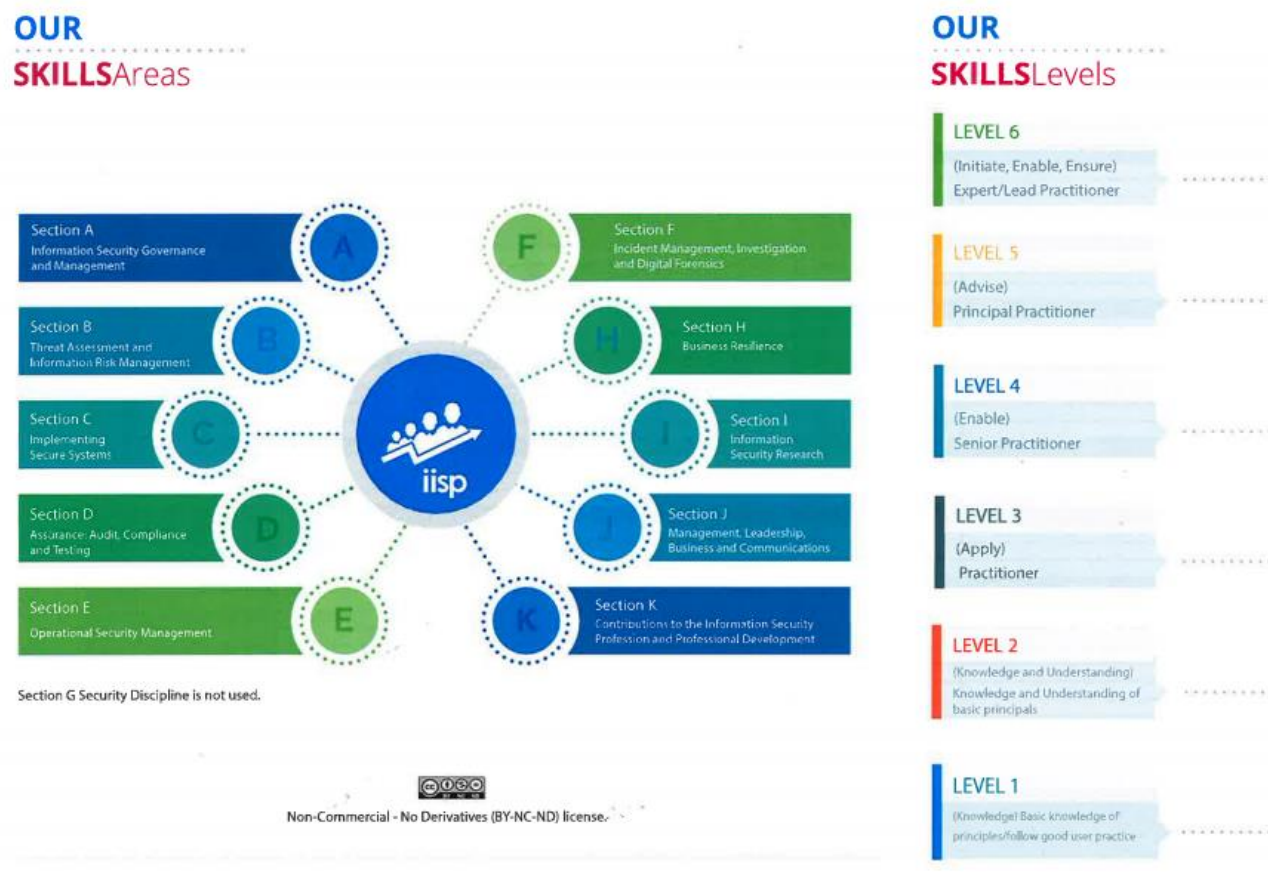 OUR
SKILLSAreas
Section A
Information Security Governance
and Management
A
Section B
Threat Assessment and
Information Risk Management
B
Section C
Implementing
Secure Systems
C
Section D
Assurance: Audit, Compliance
and Testing
D
Section E
Operational Security Management
E
iisp
F
Section F
Incident Management, Investigation
and Digital Forensics
H
Section H
Business Resilience
I
Section I
Information
Security Research
J
Section J
Management, Leadership,
Business and Communications
K
Section K
Contributions to the Information Security
Profession and Professional Development
Section G Security Discipline is not used.
cc
BY NC ND
Non-Commercial - No Derivatives (BY-NC-ND) license.
OUR
SKILLSLevels
LEVEL 6
(Initiate, Enable, Ensure)
Expert/Lead Practitioner
LEVEL 5
(Advise)
Principal Practitioner
LEVEL 4
(Enable)
Senior Practitioner
LEVEL 3
(Apply)
Practitioner
LEVEL 2
(Knowledge and Understanding)
Knowledge and Understanding of
basic principals
LEVEL 1
(Knowledge) Basic knowledge of
principles/follow good user practice